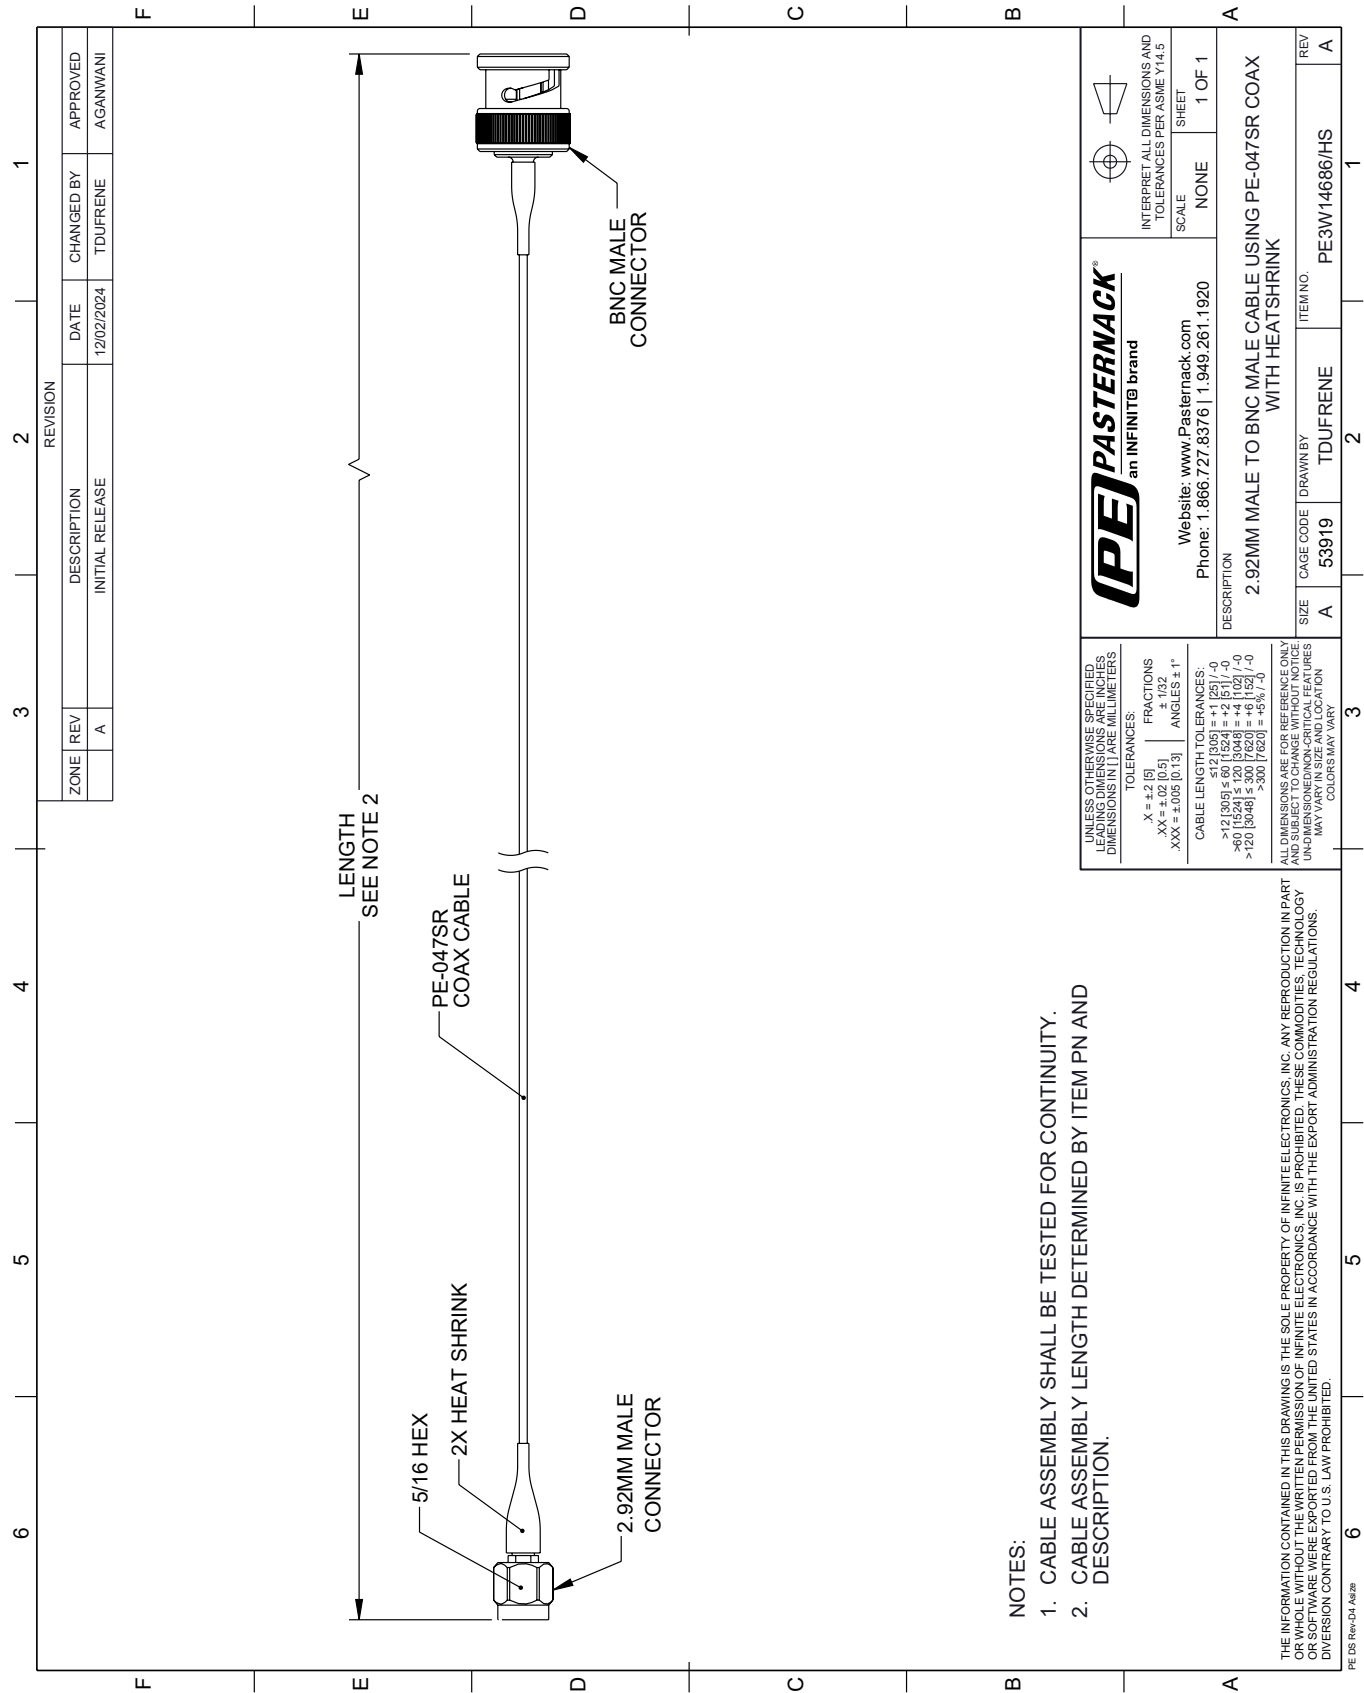 6
5
4
3
2
1
F
E
D
C
B
A
REVISION
ZONE REV DESCRIPTION DATE CHANGED BY APPROVED
A INITIAL RELEASE 12/02/2024 TDUFRENE AGANWANI
LENGTH
SEE NOTE 2
5/16 HEX
2X HEAT SHRINK
PE-047SR
COAX CABLE
2.92MM MALE
CONNECTOR
BNC MALE
CONNECTOR
NOTES:
1. CABLE ASSEMBLY SHALL BE TESTED FOR CONTINUITY.
2. CABLE ASSEMBLY LENGTH DETERMINED BY ITEM PN AND
DESCRIPTION.
UNLESS OTHERWISE SPECIFIED
LEADING DIMENSIONS ARE INCHES
DIMENSIONS IN [ ] ARE MILLIMETERS
TOLERANCES:
.X = ±.2 [5] FRACTIONS
.XX = ±.02 [0.5] ± 1/32
.XXX = ±.005 [0.13] ANGLES ± 1°
CABLE LENGTH TOLERANCES:
≤12 [305] = +1 [25] / -0
>12 [305] ≤ 60 [1524] = +2 [51] / -0
>60 [1524] ≤ 120 [3048] = +4 [102] / -0
>120 [3048] ≤ 300 [7620] = +6 [152] / -0
>300 [7620] = +5% / -0
ALL DIMENSIONS ARE FOR REFERENCE ONLY
AND SUBJECT TO CHANGE WITHOUT NOTICE.
UN-DIMENSIONED/NON-CRITICAL FEATURES
MAY VARY IN SIZE AND LOCATION
COLORS MAY VARY
PE PASTERNACK®
an INFINITE brand
Website: www.Pasternack.com
Phone: 1.866.727.8376 | 1.949.261.1920
INTERPRET ALL DIMENSIONS AND
TOLERANCES PER ASME Y14.5
SCALE
NONE
SHEET
1 OF 1
DESCRIPTION
2.92MM MALE TO BNC MALE CABLE USING PE-047SR COAX
WITH HEATSHRINK
SIZE
A
CAGE CODE
53919
DRAWN BY
TDUFRENE
ITEM NO.
PE3W14686/HS
REV
A
THE INFORMATION CONTAINED IN THIS DRAWING IS THE SOLE PROPERTY OF INFINITE ELECTRONICS, INC. ANY REPRODUCTION IN PART
OR WHOLE WITHOUT THE WRITTEN PERMISSION OF INFINITE ELECTRONICS, INC. IS PROHIBITED. THESE COMMODITIES, TECHNOLOGY
OR SOFTWARE WERE EXPORTED FROM THE UNITED STATES IN ACCORDANCE WITH THE EXPORT ADMINISTRATION REGULATIONS.
DIVERSION CONTRARY TO U.S. LAW PROHIBITED.
6
5
4
3
2
1
F
E
D
C
B
A
PE DS Rev-D4 Asize